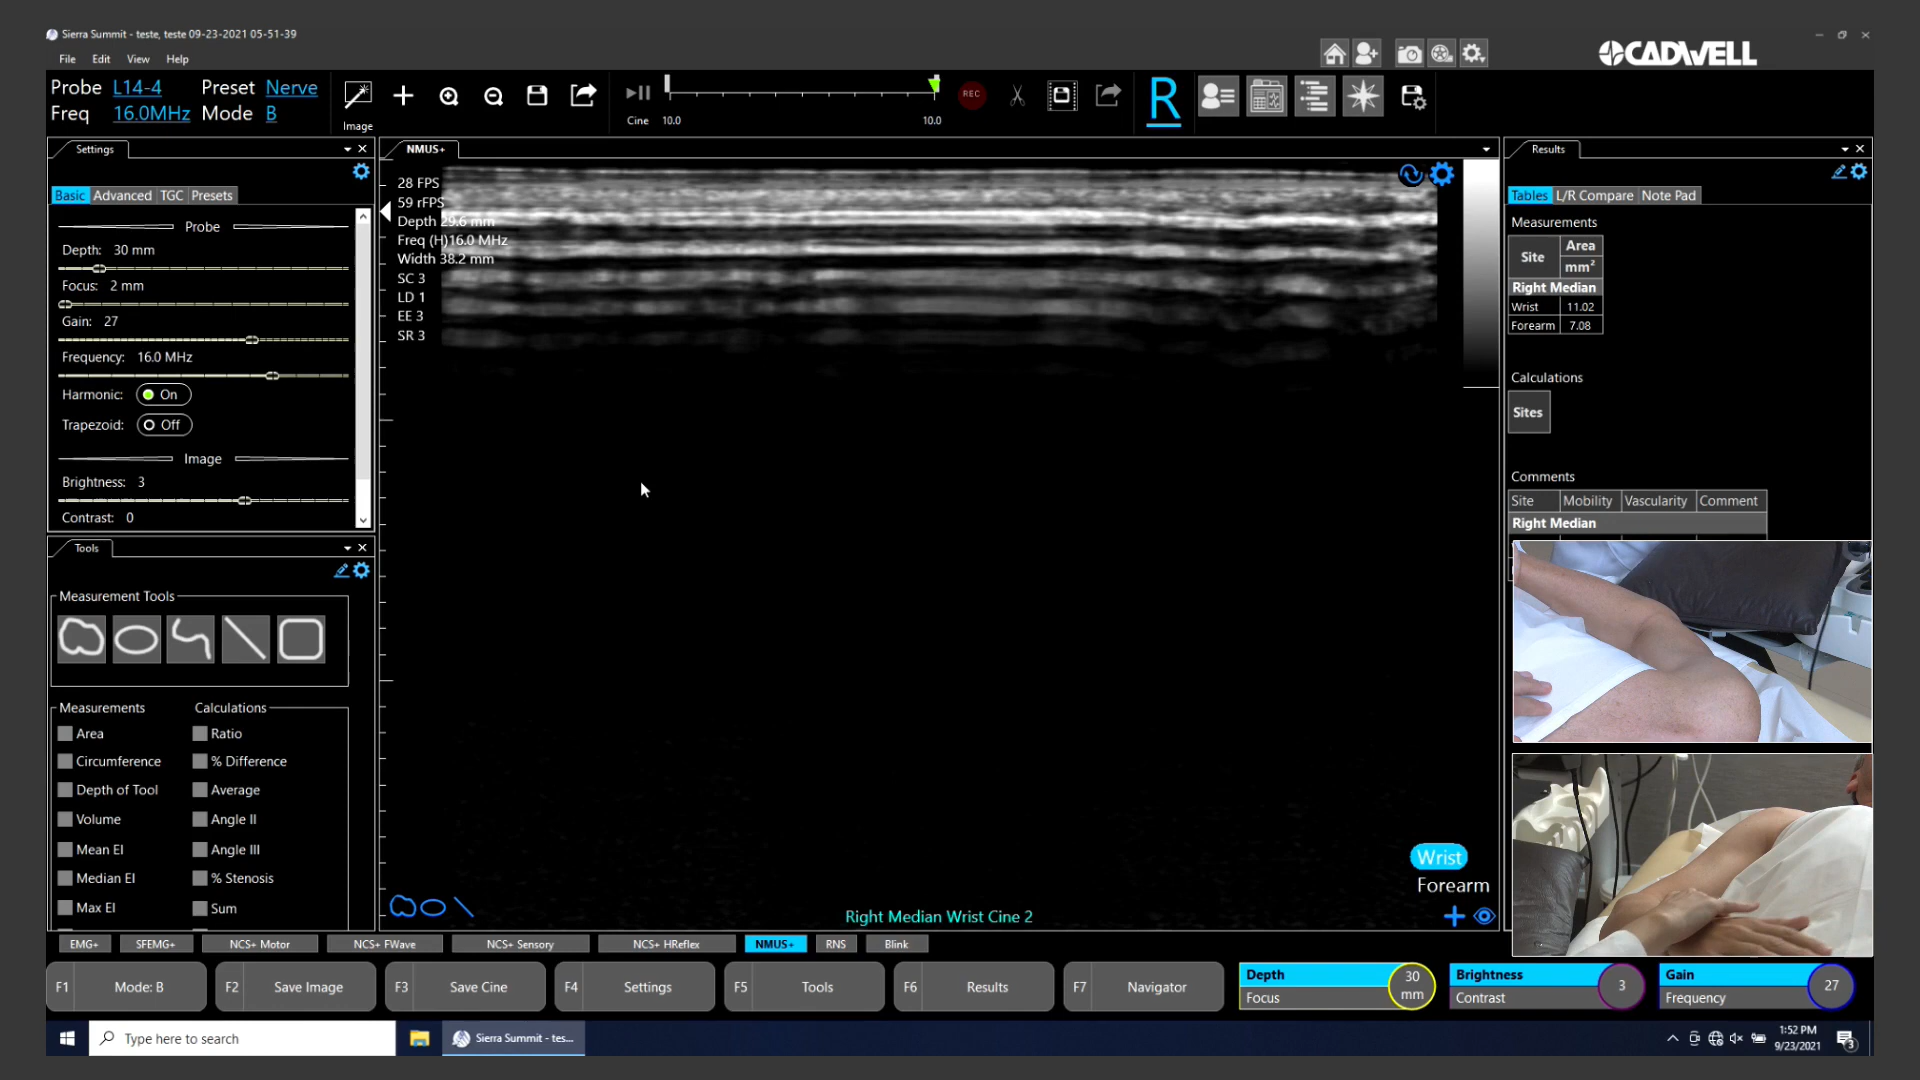 Sierra Summit - teste, teste 09-23-2021 05-51-39
File Edit View Help
CADWELL
Probe L14-4 Preset Nerve
Freq 16.0MHz Mode B
Image
Cine 10.0 10.0
REC
R
Settings
Basic Advanced TGC Presets
Probe
Depth: 30 mm
Focus: 2 mm
Gain: 27
Frequency: 16.0 MHz
Harmonic: On
Trapezoid: Off
Image
Brightness: 3
Contrast: 0
Tools
Measurement Tools
Measurements Calculations
Area Ratio
Circumference % Difference
Depth of Tool Average
Volume Angle II
Mean EI Angle III
Median EI % Stenosis
Max EI Sum
NMUS+
28 FPS
59 rFPS
Depth 29.6 mm
Freq (H)16.0 MHz
Width 38.2 mm
SC 3
LD 1
EE 3
SR 3
Wrist
Forearm
Right Median Wrist Cine 2
Results
Tables L/R Compare Note Pad
Measurements
Site Area
mm²
Right Median
Wrist 11.02
Forearm 7.08
Calculations
Sites
Comments
Site Mobility Vascularity Comment
Right Median
EMG+ SFEMG+ NCS+ Motor NCS+ FWave NCS+ Sensory NCS+ HReflex NMUS+ RNS Blink
F1 Mode: B F2 Save Image F3 Save Cine F4 Settings F5 Tools F6 Results F7 Navigator
Depth 30 mm
Focus
Brightness 3
Contrast
Gain 27
Frequency
Type here to search
Sierra Summit - tes...
1:52 PM
9/23/2021
3